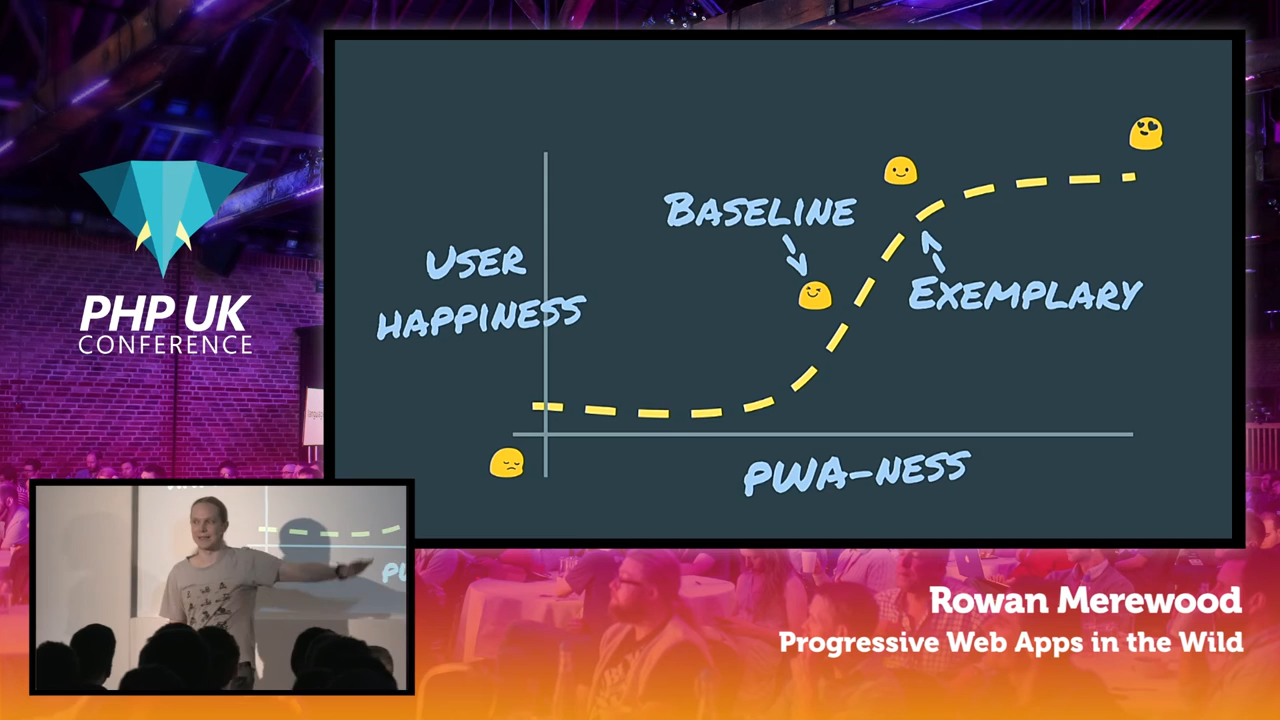 PHP UK
CONFERENCE
USER
HAPPINESS
BASELINE
EXEMPLARY
PWA-NESS
Rowan Merewood
Progressive Web Apps in the Wild